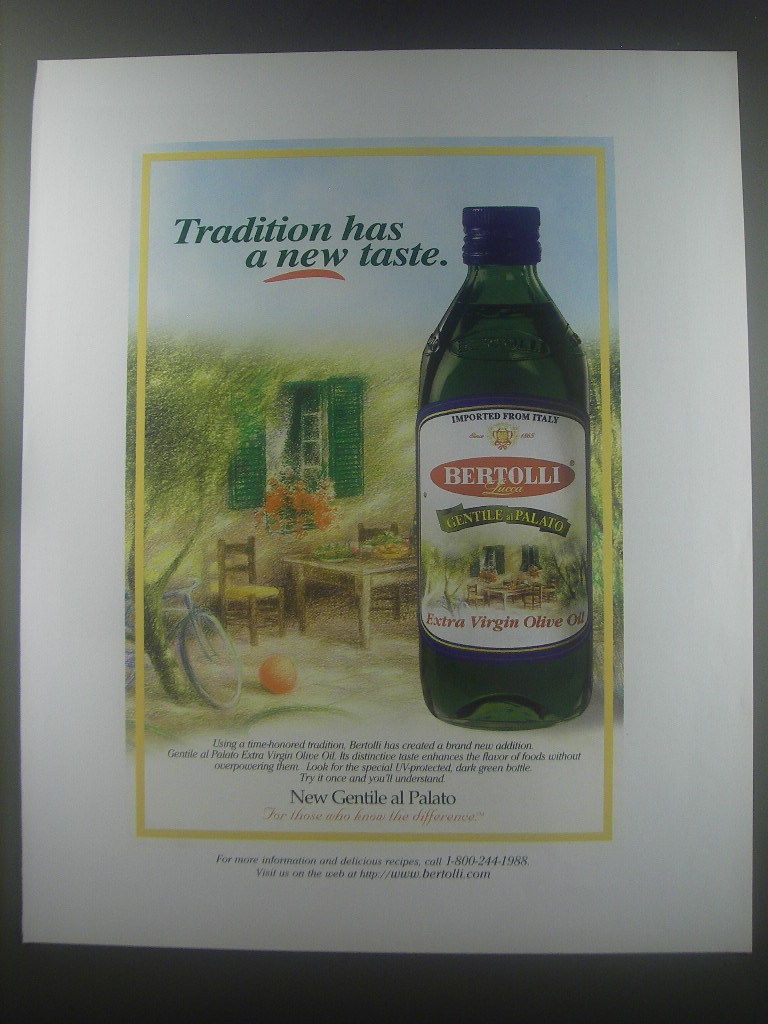 Tradition has
a new taste.
BERTOLLI
IMPORTED FROM ITALY
Since 1865
BERTOLLI
Lucca
GENTILE al PALATO
Extra Virgin Olive Oil
Using a time-honored tradition, Bertolli has created a brand new addition.
Gentile al Palato Extra Virgin Olive Oil. Its distinctive taste enhances the flavor of foods without
overpowering them. Look for the special UV-protected, dark green bottle.
Try it once and you'll understand.
New Gentile al Palato
For those who know the difference.℠
For more information and delicious recipes, call 1-800-244-1988.
Visit us on the web at http://www.bertolli.com